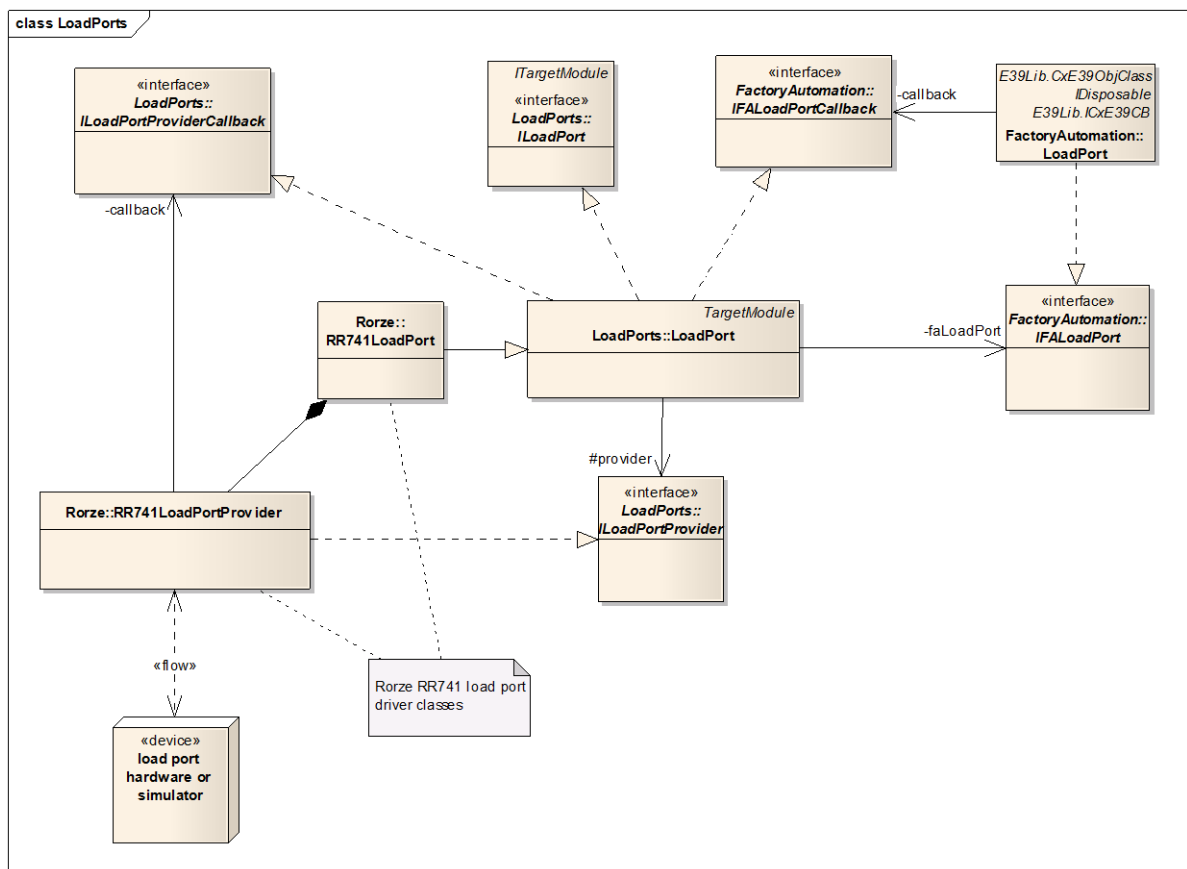 class LoadPorts
«interface»
LoadPorts::
ILoadPortProviderCallback
ITargetModule
«interface»
LoadPorts::
ILoadPort
«interface»
FactoryAutomation::
IFALoadPortCallback
-callback
E39Lib.CxE39ObjClass
IDisposable
E39Lib.ICxE39CB
FactoryAutomation::
LoadPort
-callback
Rorze::
RR741LoadPort
TargetModule
LoadPorts::LoadPort
-faLoadPort
«interface»
FactoryAutomation::
IFALoadPort
#provider
«interface»
LoadPorts::
ILoadPortProvider
Rorze::RR741LoadPortProvider
«flow»
Rorze RR741 load port
driver classes
«device»
load port
hardware or
simulator